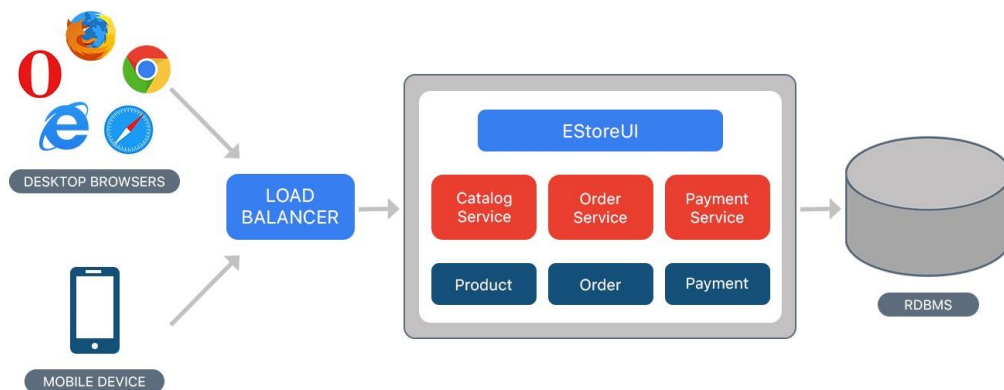 DESKTOP BROWSERS
MOBILE DEVICE
LOAD
BALANCER
EStoreUI
Catalog
Service
Order
Service
Payment
Service
Product
Order
Payment
RDBMS